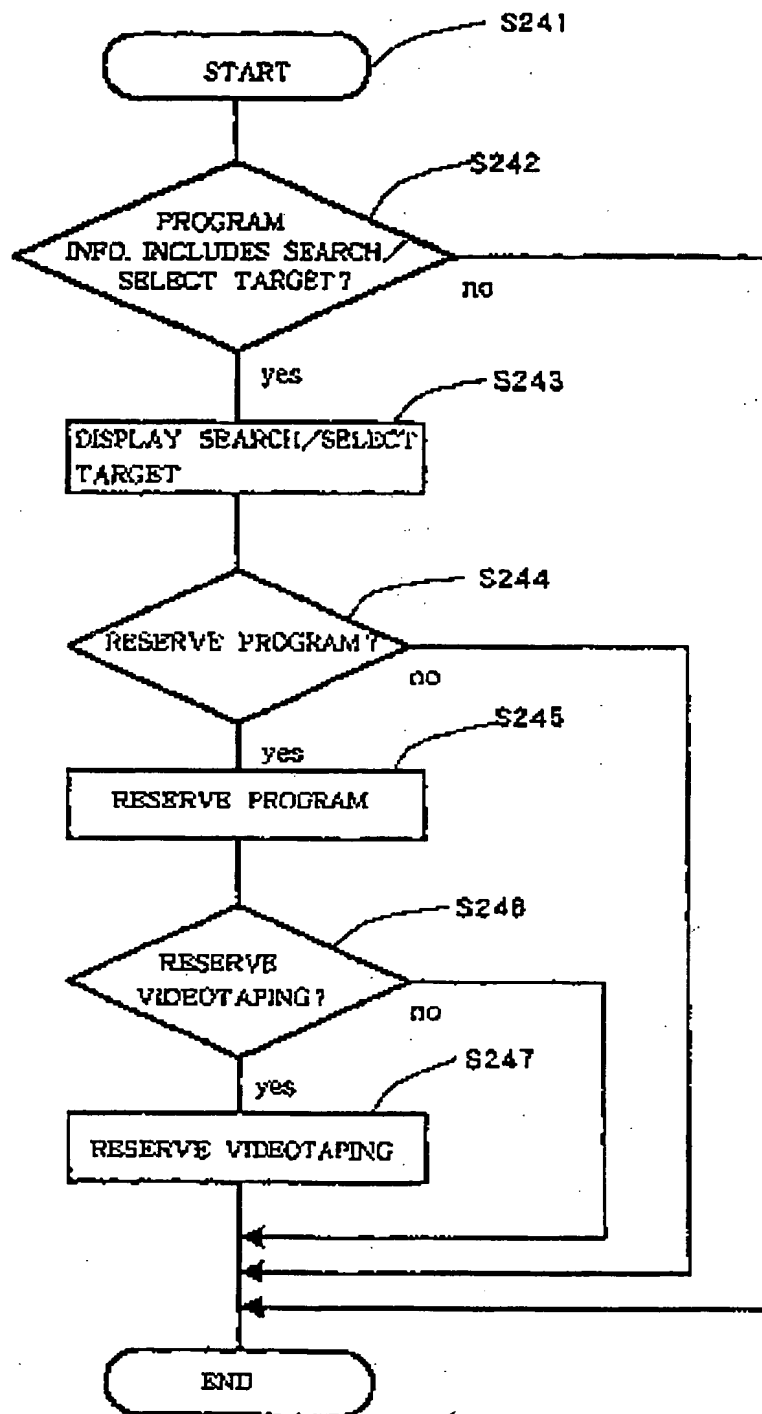 S241
START
S242
PROGRAM
INFO. INCLUDES SEARCH/
SELECT TARGET?
no
yes
S243
DISPLAY SEARCH/SELECT
TARGET
S244
RESERVE PROGRAM?
no
S245
yes
RESERVE PROGRAM
S246
RESERVE
VIDEOTAPING?
no
S247
yes
RESERVE VIDEOTAPING
END